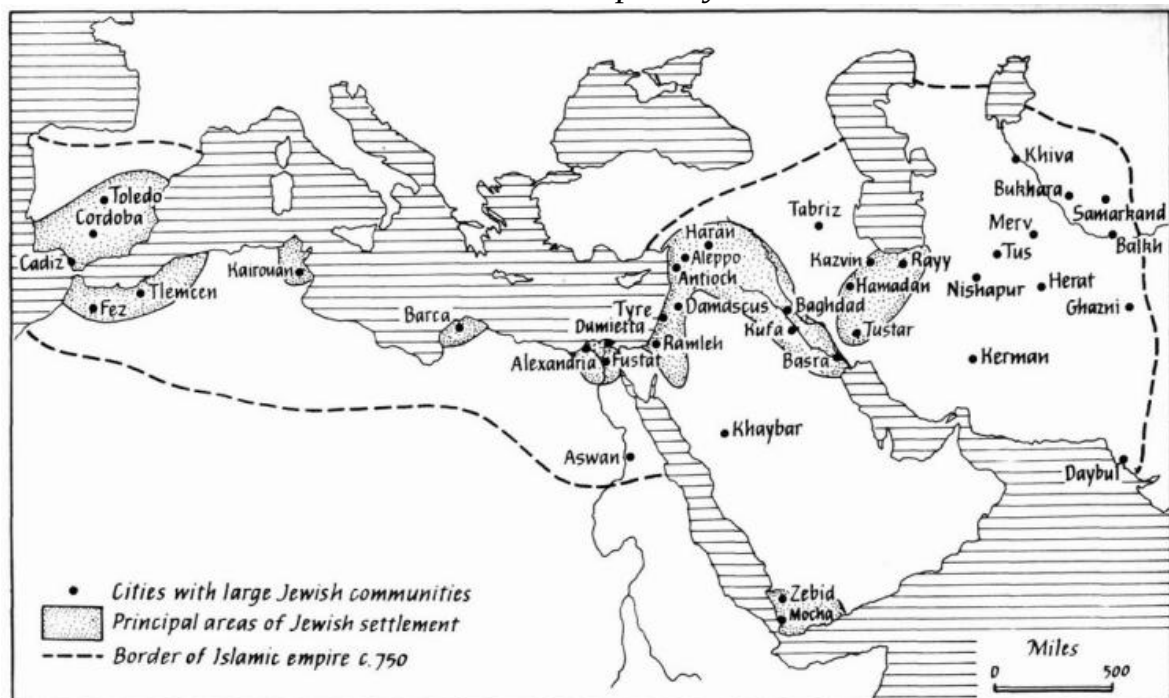 Khiva
Bukhara
Samarkand
Merv
Balkh
Tus
Nishapur
Herat
Ghazni
Kerman
Daybul
Tabriz
Kazvin
Rayy
Hamadan
Tustar
Haran
Aleppo
Antioch
Damascus
Baghdad
Kufa
Basra
Tyre
Dumietta
Ramleh
Alexandria
Fustat
Barca
Toledo
Cordoba
Cadiz
Kairouan
Tlemcen
Fez
Khaybar
Aswan
Zebid
Mocha
Cities with large Jewish communities
Principal areas of Jewish settlement
Border of Islamic empire c.750
Miles
0 500